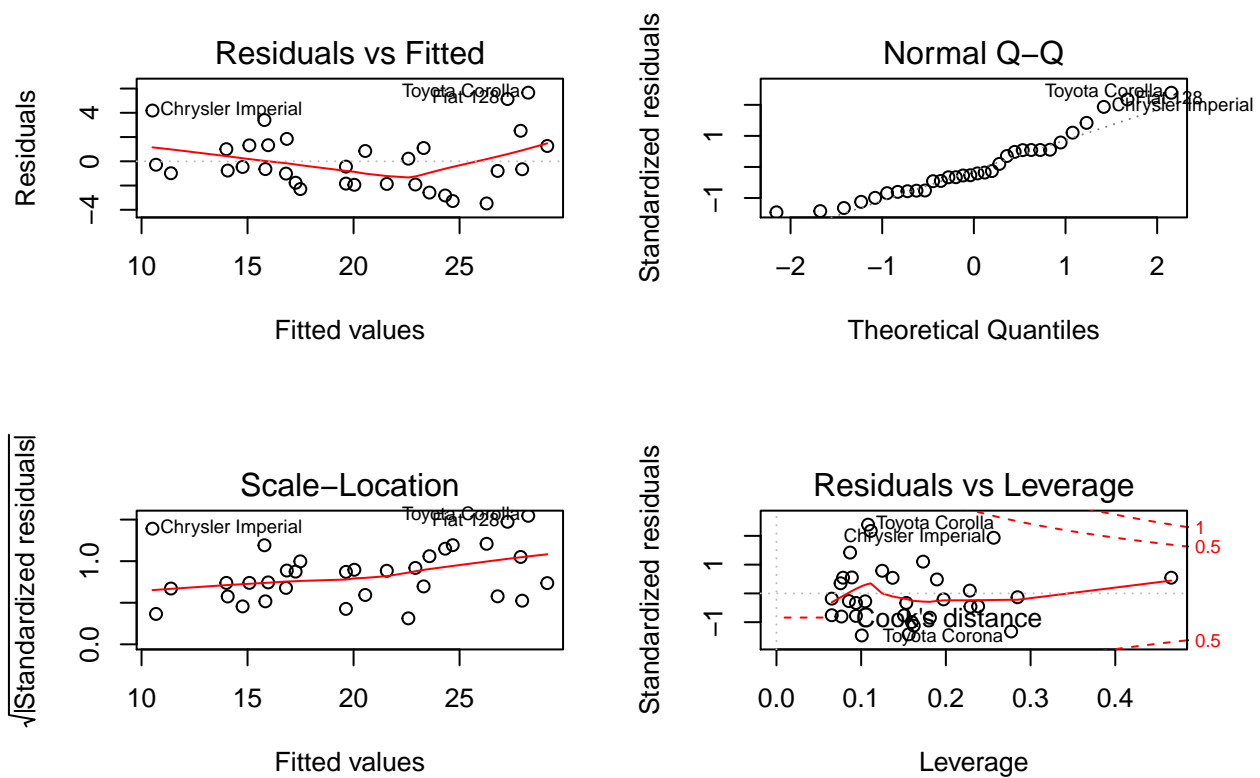 Residuals vs Fitted
Residuals
4
0
−4
Toyota Corolla
Fiat 128
Chrysler Imperial
10 15 20 25
Fitted values
Normal Q−Q
Standardized residuals
1
−1
Toyota Corolla
Fiat 128
Chrysler Imperial
−2 −1 0 1 2
Theoretical Quantiles
Scale−Location
√|Standardized residuals|
1.0
0.0
Toyota Corolla
Fiat 128
Chrysler Imperial
10 15 20 25
Fitted values
Residuals vs Leverage
Standardized residuals
1
−1
Toyota Corolla
Chrysler Imperial
Cook's distance
Toyota Corona
1
0.5
0.5
0.0 0.1 0.2 0.3 0.4
Leverage